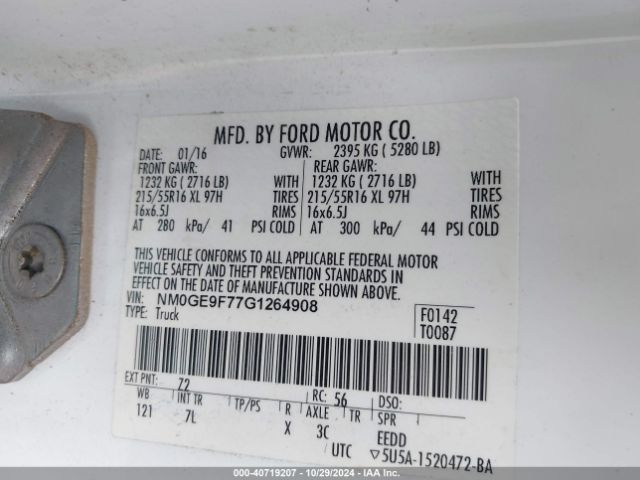 MFD. BY FORD MOTOR CO.
DATE: 01/16 GVWR: 2395 KG ( 5280 LB)
FRONT GAWR: REAR GAWR:
1232 KG ( 2716 LB) WITH 1232 KG ( 2716 LB) WITH
215/55R16 XL 97H TIRES 215/55R16 XL 97H TIRES
16x6.5J RIMS 16x6.5J RIMS
AT 280 kPa/ 41 PSI COLD AT 300 kPa/ 44 PSI COLD
THIS VEHICLE CONFORMS TO ALL APPLICABLE FEDERAL MOTOR
VEHICLE SAFETY AND THEFT PREVENTION STANDARDS IN
EFFECT ON THE DATE OF MANUFACTURE SHOWN ABOVE.
VIN: NM0GE9F77G1264908 F0142
TYPE: Truck T0087
EXT PNT: Z2 RC: 56 DSO:
WB INT TR TP/PS R AXLE TR SPR
121 7L X 3C EEDD
UTC ▽5U5A-1520472-BA
000-40719207 - 10/29/2024 - IAAI.COM